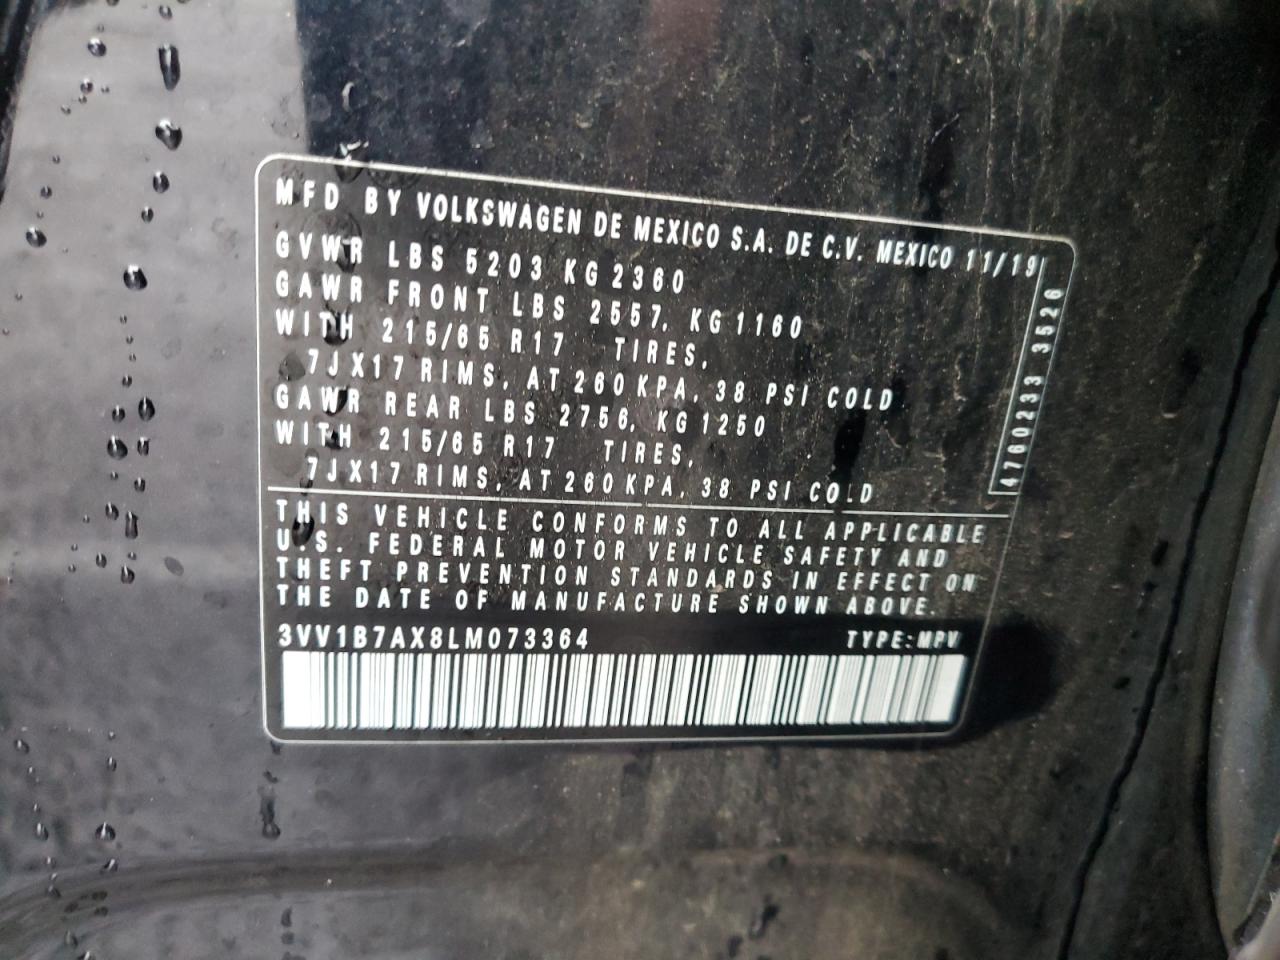 MFD BY VOLKSWAGEN DE MEXICO S.A. DE C.V. MEXICO 11/19
GVWR LBS 5203 KG 2360
GAWR FRONT LBS 2557, KG 1160
WITH 215/65 R17 TIRES,
7JX17 RIMS, AT 260 KPA, 38 PSI COLD
GAWR REAR LBS 2756, KG 1250
WITH 215/65 R17 TIRES,
7JX17 RIMS, AT 260 KPA, 38 PSI COLD
4760233 3526
THIS VEHICLE CONFORMS TO ALL APPLICABLE
U.S. FEDERAL MOTOR VEHICLE SAFETY AND
THEFT PREVENTION STANDARDS IN EFFECT ON
THE DATE OF MANUFACTURE SHOWN ABOVE.
3VV1B7AX8LM073364 TYPE:MPV